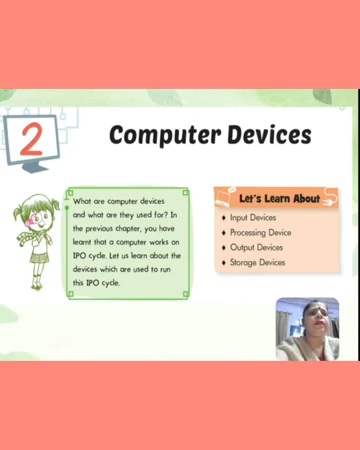 2
Computer Devices
What are computer devices
and what are they used for? In
the previous chapter, you have
learnt that a computer works on
IPO cycle. Let us learn about the
devices which are used to run
this IPO cycle.
Let's Learn About
♦ Input Devices
♦ Processing Device
♦ Output Devices
♦ Storage Devices